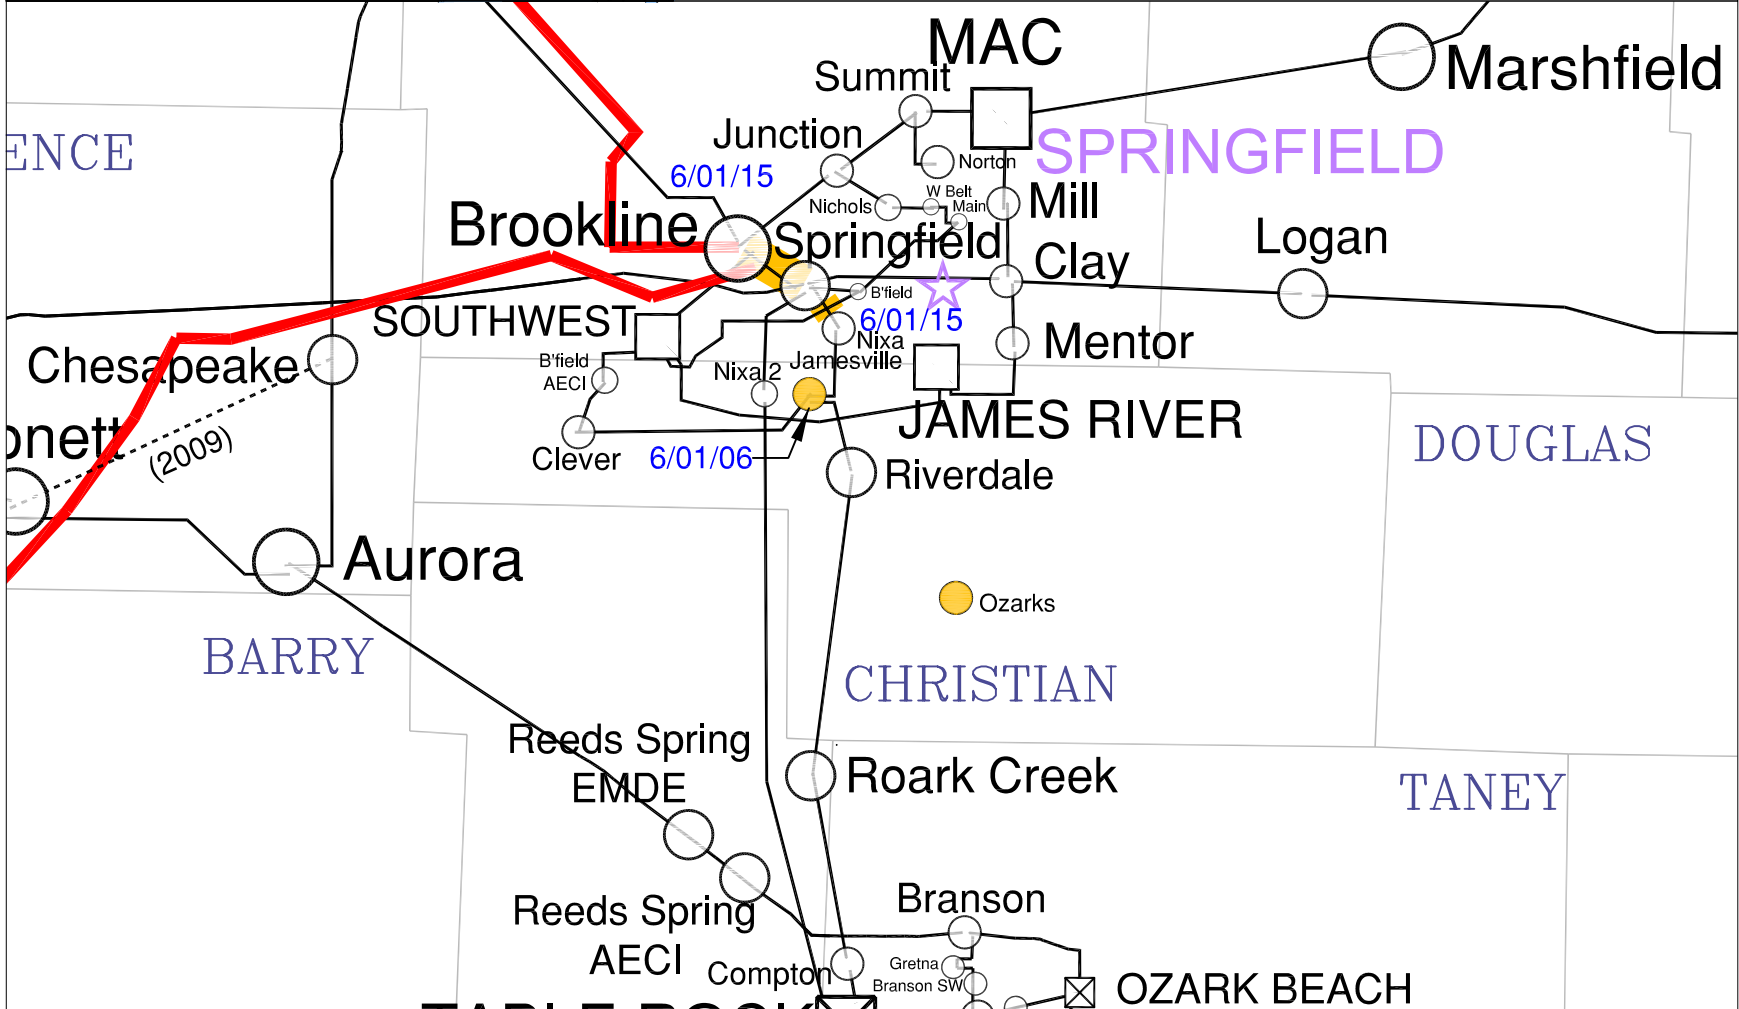 MAC
Marshfield
Summit
Junction
SPRINGFIELD
ENCE
Norton
6/01/15
W Belt
Mill
Nichols
Main
Brookline
Springfield
Logan
Clay
B'field
SOUTHWEST
6/01/15
Nixa
Mentor
Chesapeake
B'field
AECI
Jamesville
Nixa 2
onett
JAMES RIVER
(2009)
DOUGLAS
Clever
6/01/06
Riverdale
Aurora
Ozarks
BARRY
CHRISTIAN
Reeds Spring
EMDE
Roark Creek
TANEY
Branson
Reeds Spring
AECI
Gretna
Compton
Branson SW
OZARK BEACH
TABLE ROCK